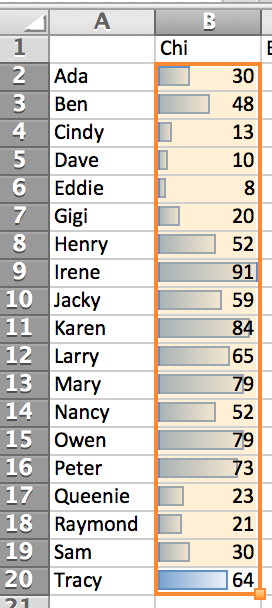 A B
1 Chi
2 Ada 30
3 Ben 48
4 Cindy 13
5 Dave 10
6 Eddie 8
7 Gigi 20
8 Henry 52
9 Irene 91
10 Jacky 59
11 Karen 84
12 Larry 65
13 Mary 79
14 Nancy 52
15 Owen 79
16 Peter 73
17 Queenie 23
18 Raymond 21
19 Sam 30
20 Tracy 64
21